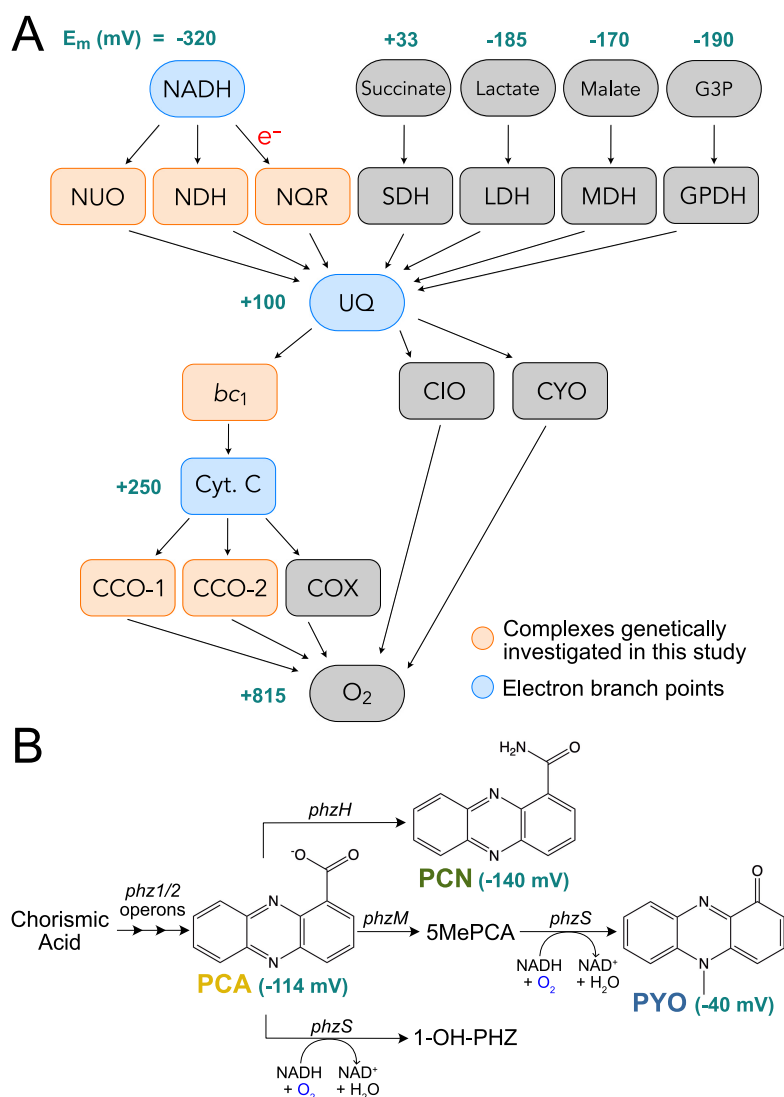 A
E_m (mV) = -320
+33
-185
-170
-190
NADH
Succinate
Lactate
Malate
G3P
e⁻
NUO
NDH
NQR
SDH
LDH
MDH
GPDH
+100
UQ
bc₁
CIO
CYO
+250
Cyt. C
CCO-1
CCO-2
COX
Complexes genetically
investigated in this study
+815
O₂
Electron branch points
B
H₂N
O
phzH
N
N
PCN (-140 mV)
⁻O
O
phz1/2
operons
Chorismic
Acid
N
N
PCA (-114 mV)
phzM
5MePCA
phzS
NADH
+ O₂
NAD⁺
+ H₂O
O
N
N
PYO (-40 mV)
phzS
1-OH-PHZ
NADH
+ O₂
NAD⁺
+ H₂O